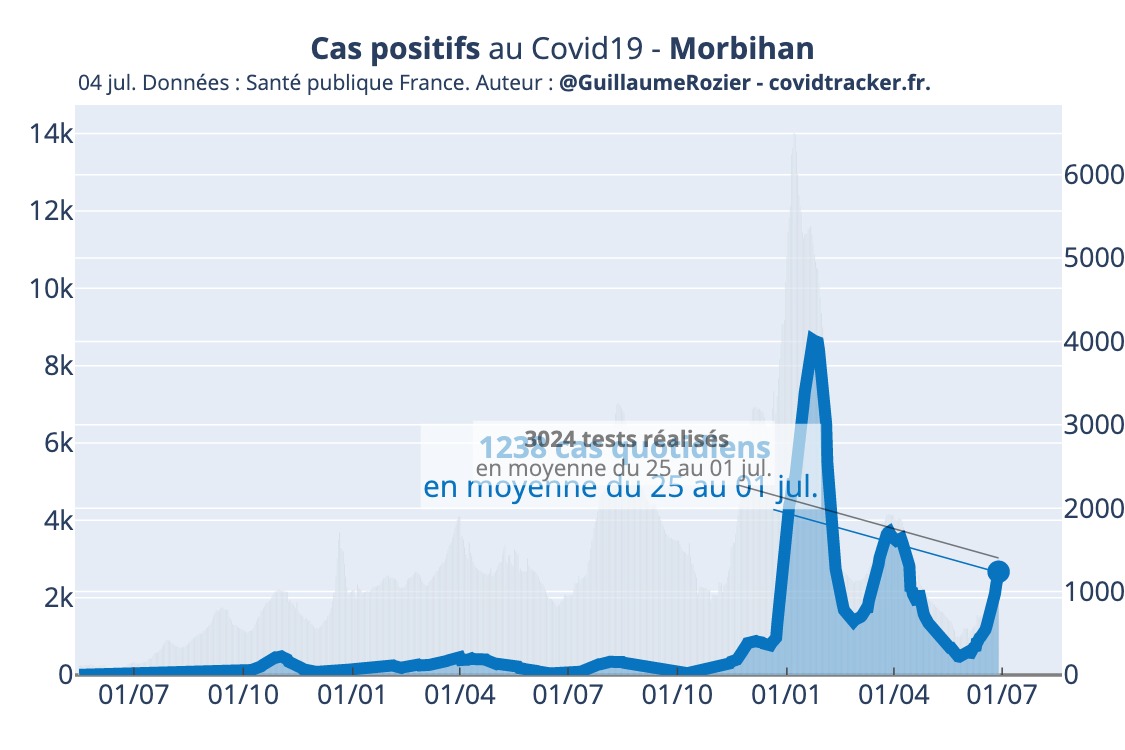 Cas positifs au Covid19 - Morbihan
04 jul. Données : Santé publique France. Auteur : @GuillaumeRozier - covidtracker.fr.
14k
12k
10k
8k
6k
4k
2k
0
6000
5000
4000
3000
2000
1000
0
3024 tests réalisés
en moyenne du 25 au 01 jul.
1238 cas quotidiens
en moyenne du 25 au 01 jul.
01/07 01/10 01/01 01/04 01/07 01/10 01/01 01/04 01/07